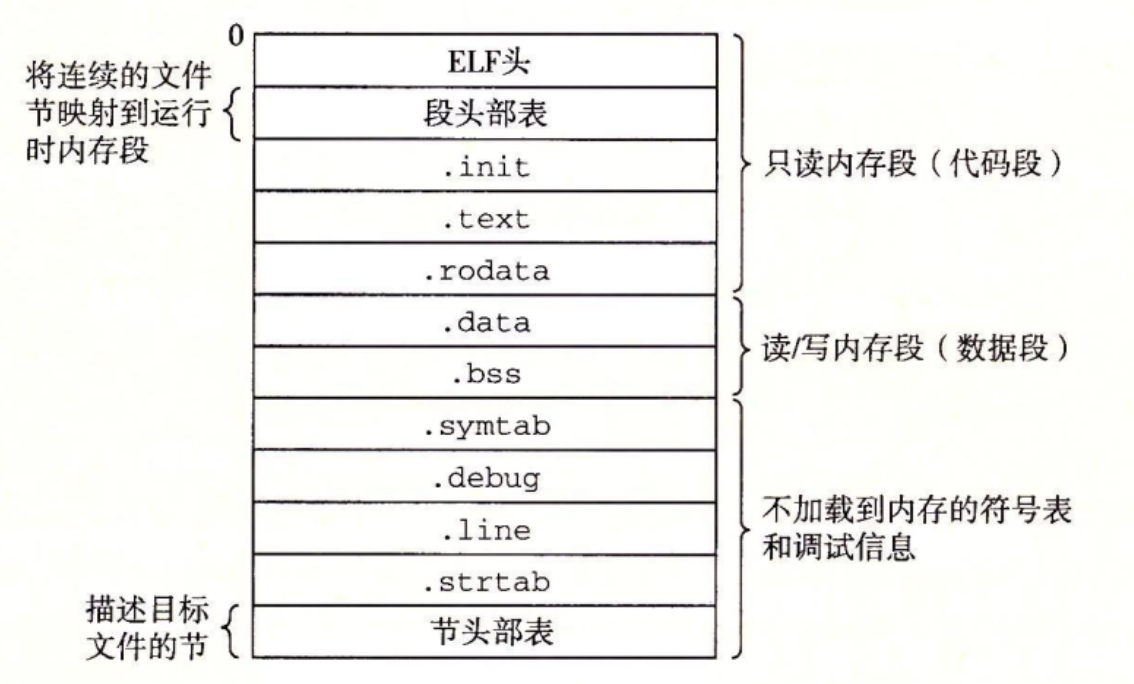 0
ELF头
将连续的文件
节映射到运行
时内存段
段头部表
.init
只读内存段（代码段）
.text
.rodata
.data
读/写内存段（数据段）
.bss
.symtab
.debug
不加载到内存的符号表
和调试信息
.line
.strtab
描述目标
文件的节
节头部表